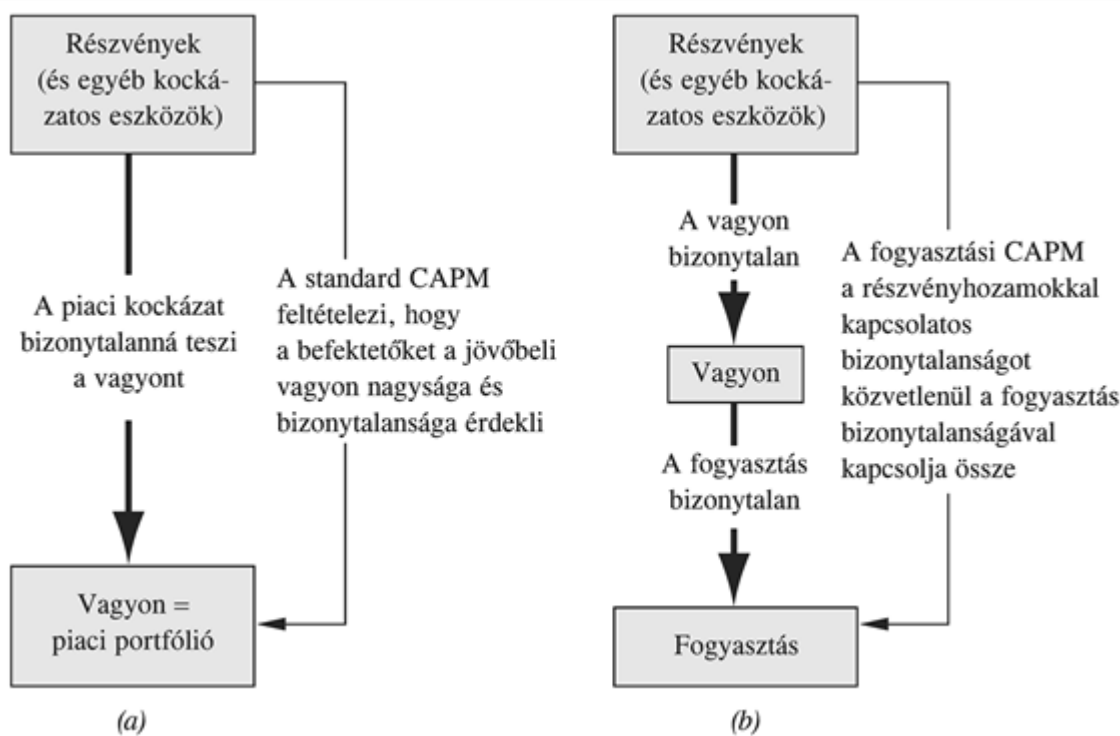 Részvények
(és egyéb kocká-
zatos eszközök)
A piaci kockázat
bizonytalanná teszi
a vagyont
A standard CAPM
feltételezi, hogy
a befektetőket a jövőbeli
vagyon nagysága és
bizonytalansága érdekli
Vagyon =
piaci portfólió
(a)
Részvények
(és egyéb kocká-
zatos eszközök)
A vagyon
bizonytalan
Vagyon
A fogyasztás
bizonytalan
A fogyasztási CAPM
a részvényhozamokkal
kapcsolatos
bizonytalanságot
közvetlenül a fogyasztás
bizonytalanságával
kapcsolja össze
Fogyasztás
(b)